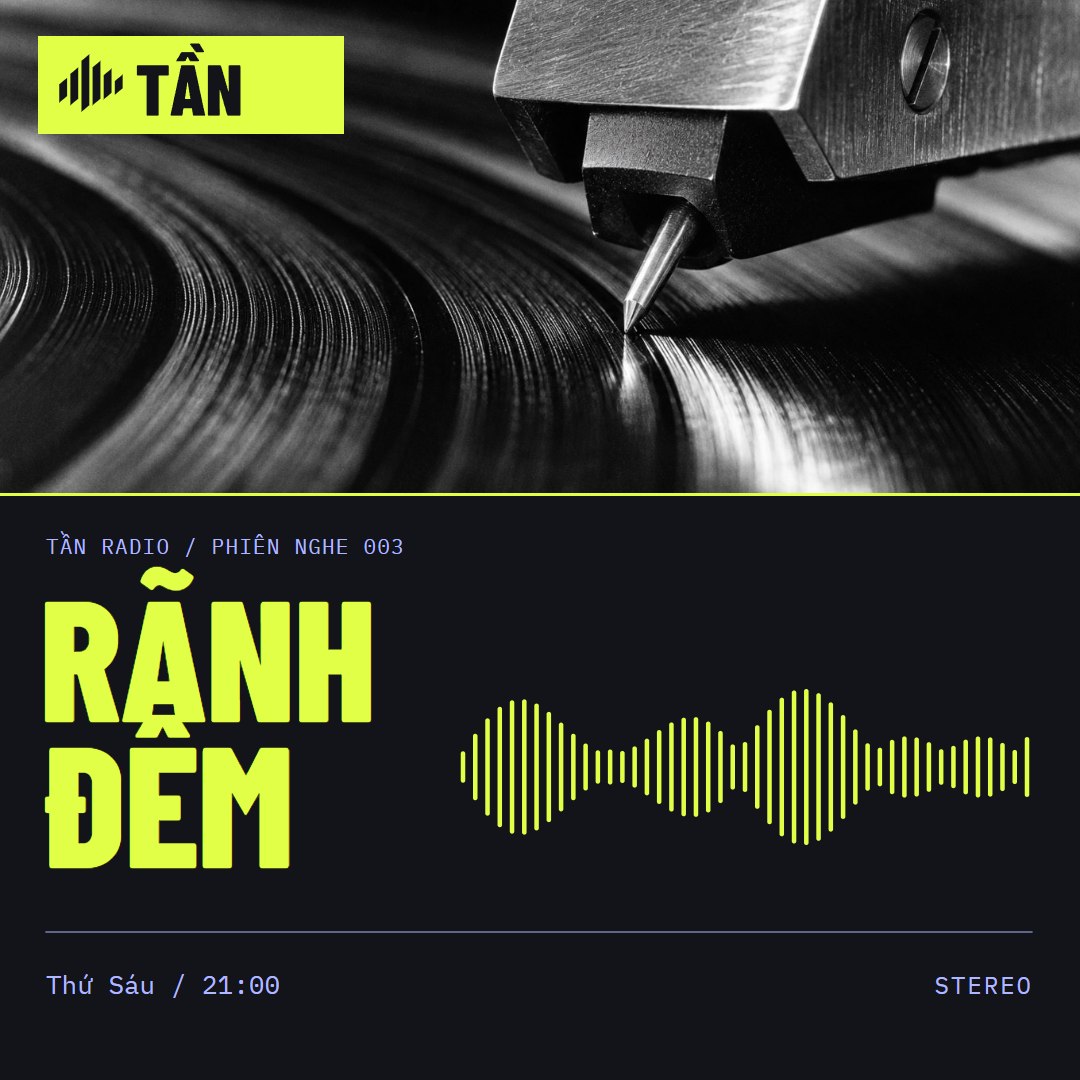 TẦN
TẦN RADIO / PHIÊN NGHE 003
RÃNH
ĐÊM
Thứ Sáu / 21:00
STEREO